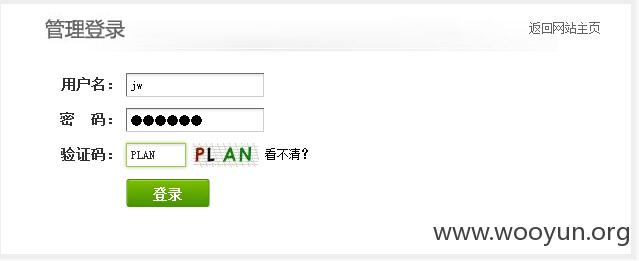 管理登录 返回网站主页
用户名： jw
密 码： ●●●●●●
验证码： PLAN PLAN 看不清？
登录
www.wooyun.org